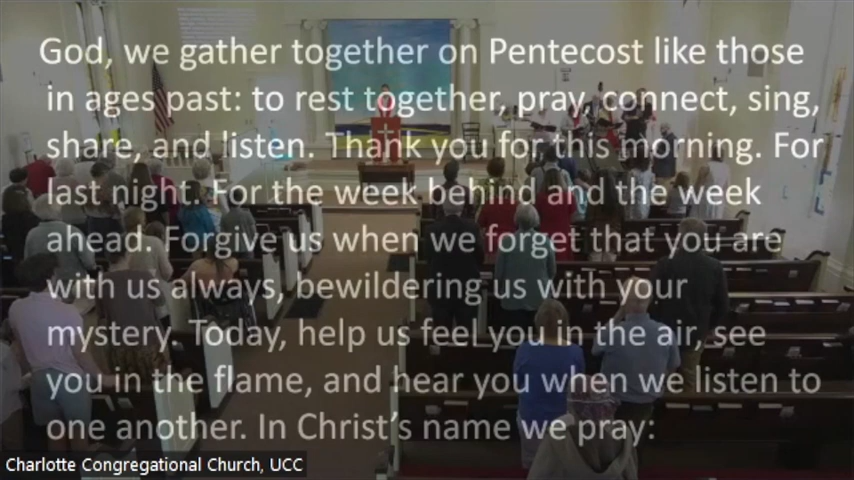 God, we gather together on Pentecost like those
in ages past: to rest together, pray, connect, sing,
share, and listen. Thank you for this morning. For
last night. For the week behind and the week
ahead. Forgive us when we forget that you are
with us always, bewildering us with your
mystery. Today, help us feel you in the air, see
you in the flame, and hear you when we listen to
one another. In Christ's name we pray:
Charlotte Congregational Church, UCC